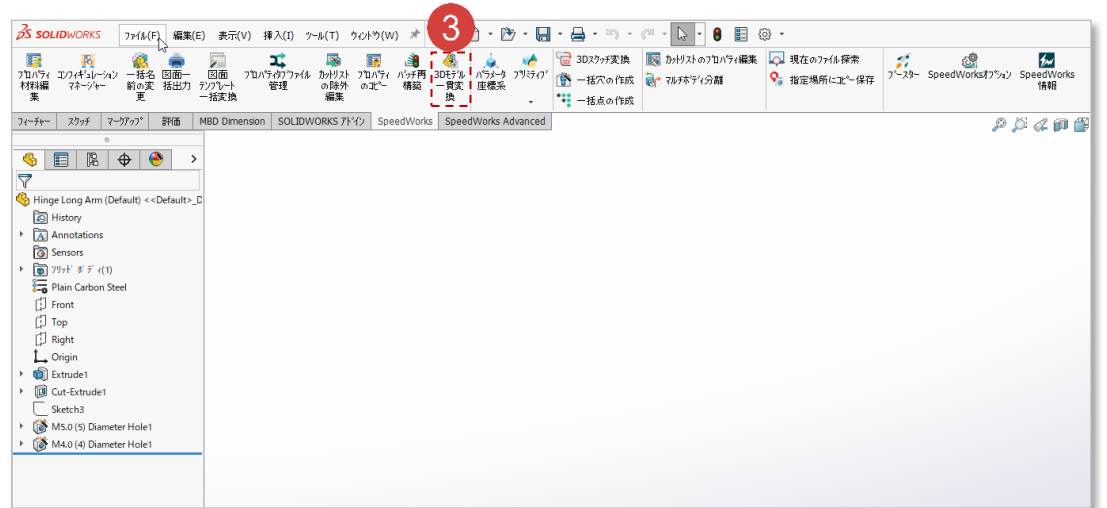 3
SOLIDWORKS ファイル(F) 編集(E) 表示(V) 挿入(I) ツール(T) ウィンドウ(W)
プロパティ材料編集
コンフィギュレーションマネージャー
一括名前の変更
図面一括出力
図面テンプレート一括変換
プロパティタブファイル管理
カットリストの除外編集
プロパティのコピー
バッチ再構築
3Dモデル一貫変換
パラメータ座標系
プリミティブ
3Dスケッチ変換
一括穴の作成
一括点の作成
カットリストのプロパティ編集
マルチボディ分離
現在のファイル探索
指定場所にコピー保存
ブースター
SpeedWorksオプション
SpeedWorks情報
フィーチャー スケッチ マークアップ 評価 MBD Dimension SOLIDWORKS アドイン SpeedWorks SpeedWorks Advanced
Hinge Long Arm (Default) <<Default>_D
History
Annotations
Sensors
ソリッド ボディ(1)
Plain Carbon Steel
Front
Top
Right
Origin
Extrude1
Cut-Extrude1
Sketch3
M5.0 (5) Diameter Hole1
M4.0 (4) Diameter Hole1